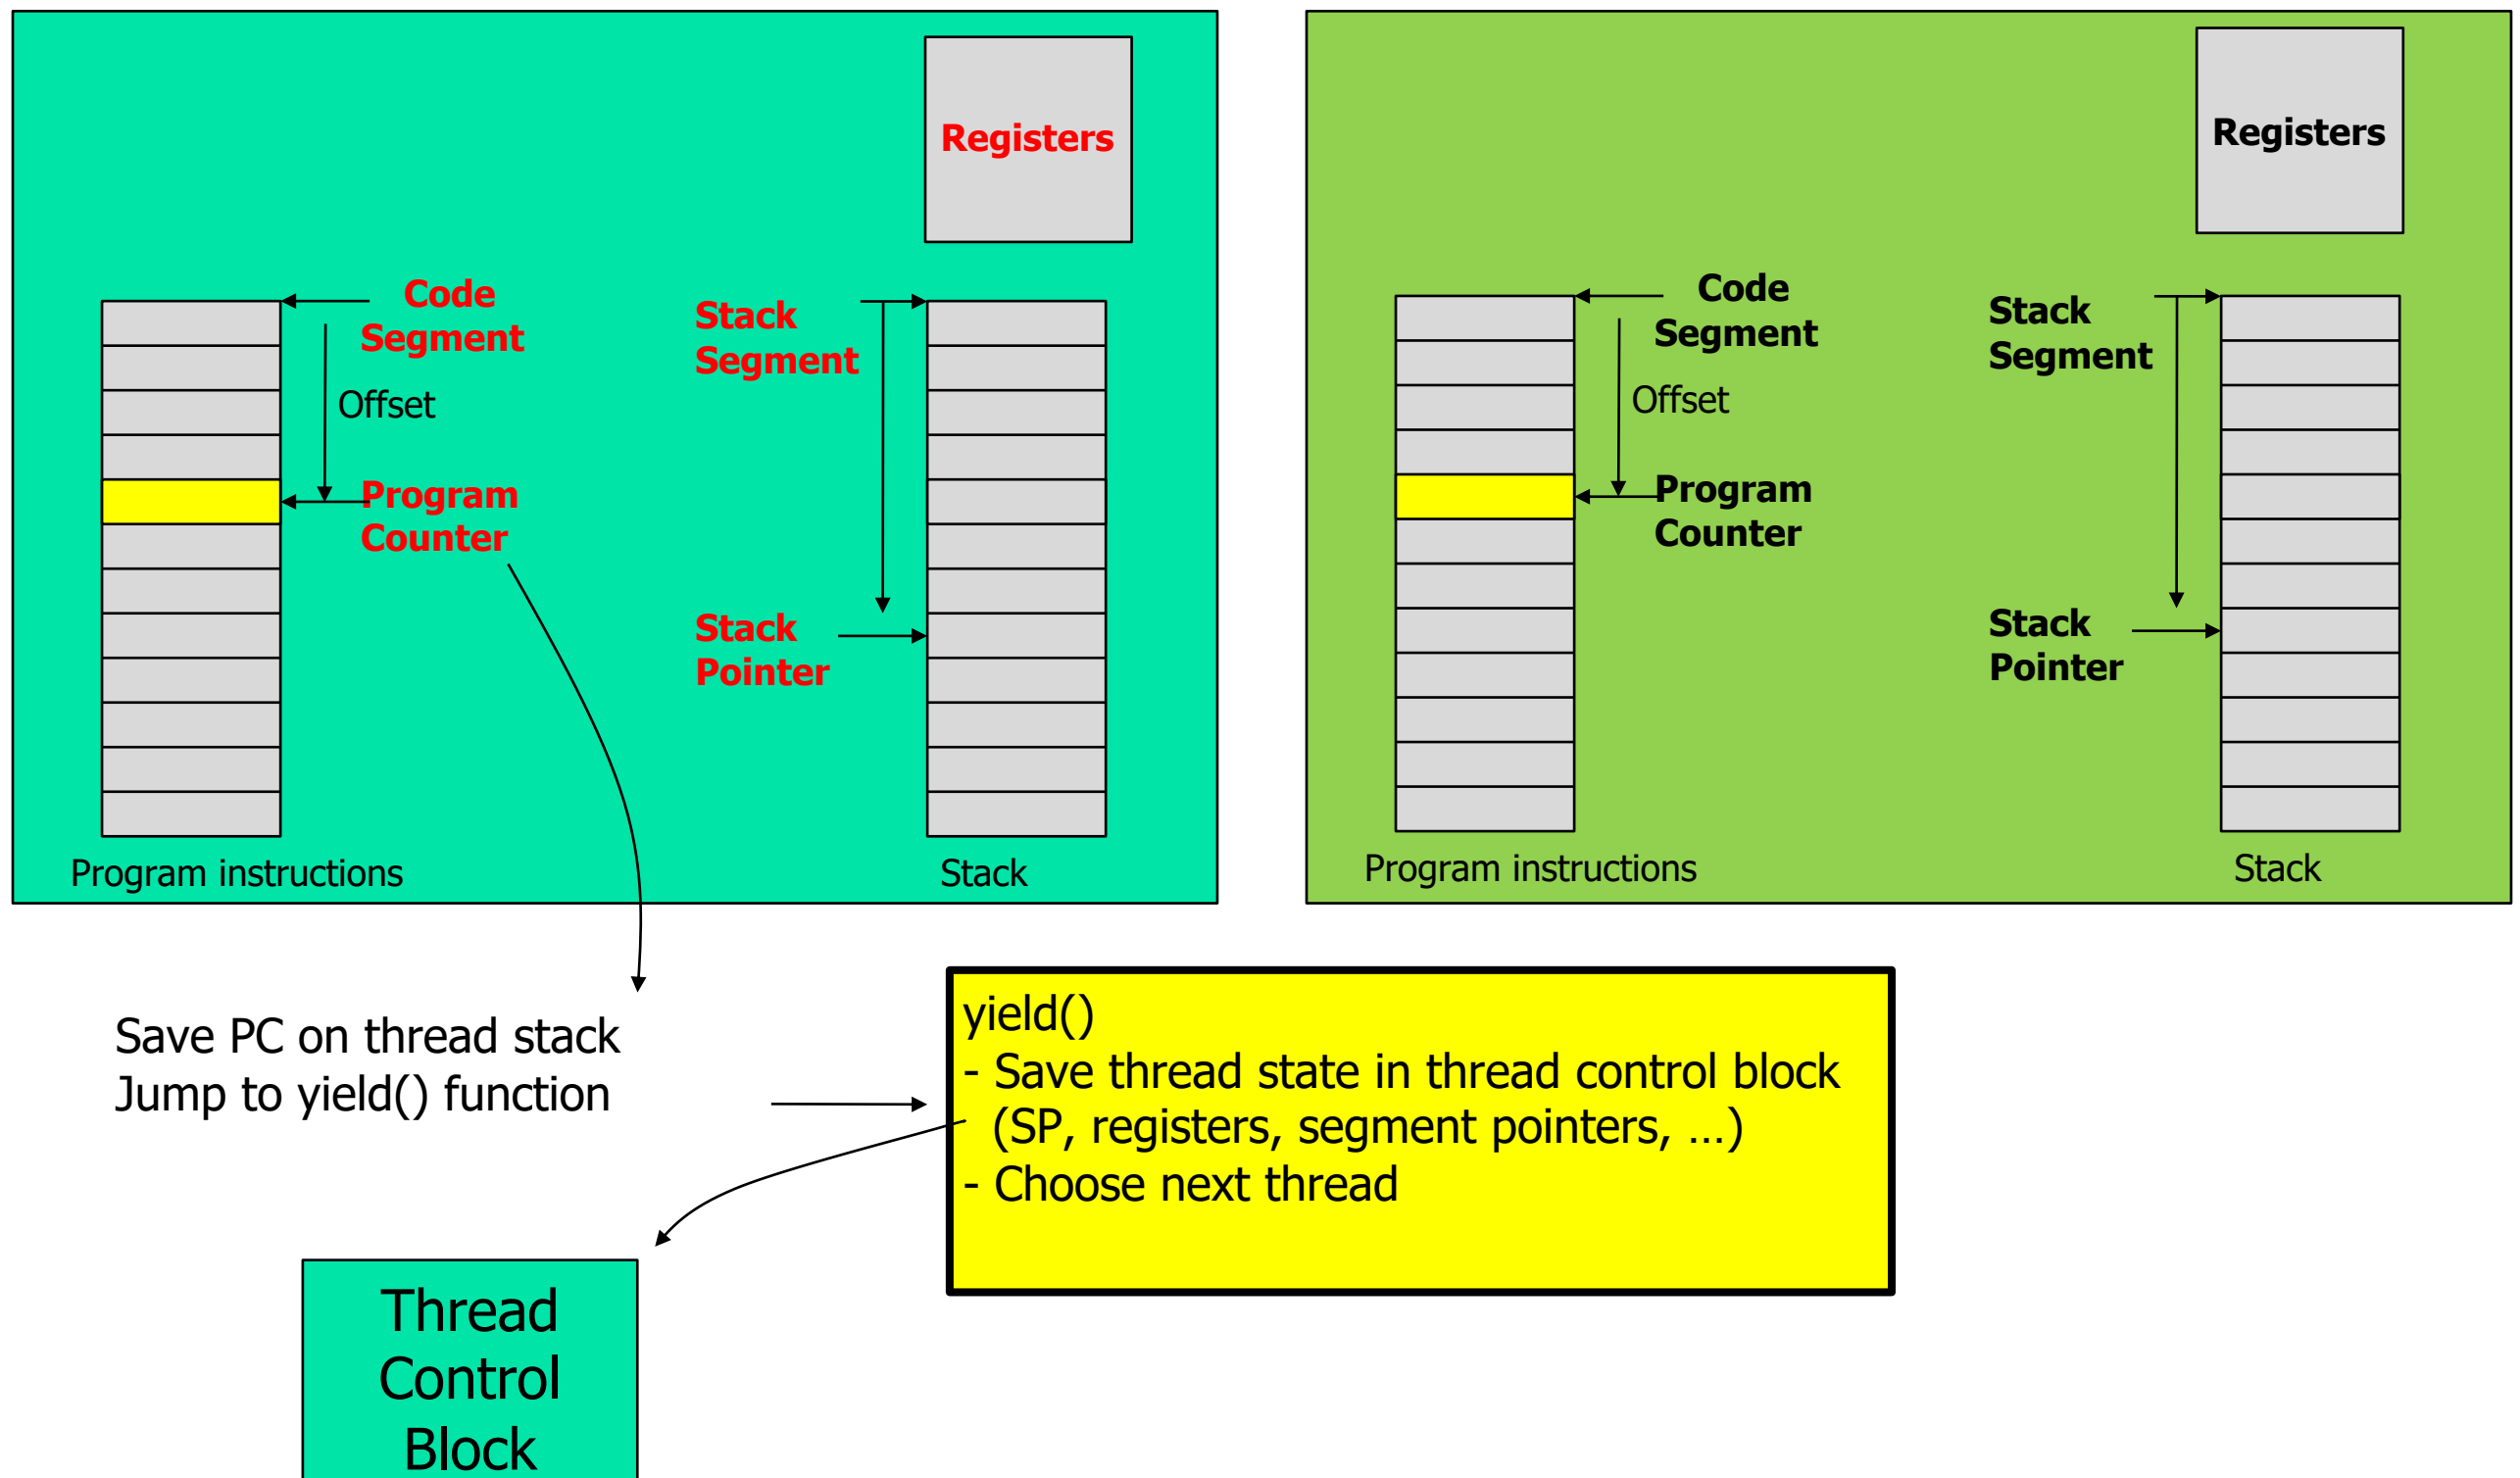 Registers
Code
Segment
Offset
Program
Counter
Stack
Segment
Stack
Pointer
Program instructions
Stack
Registers
Code
Segment
Offset
Program
Counter
Stack
Segment
Stack
Pointer
Program instructions
Stack
Save PC on thread stack
Jump to yield() function
yield()
- Save thread state in thread control block
(SP, registers, segment pointers, ...)
- Choose next thread
Thread
Control
Block